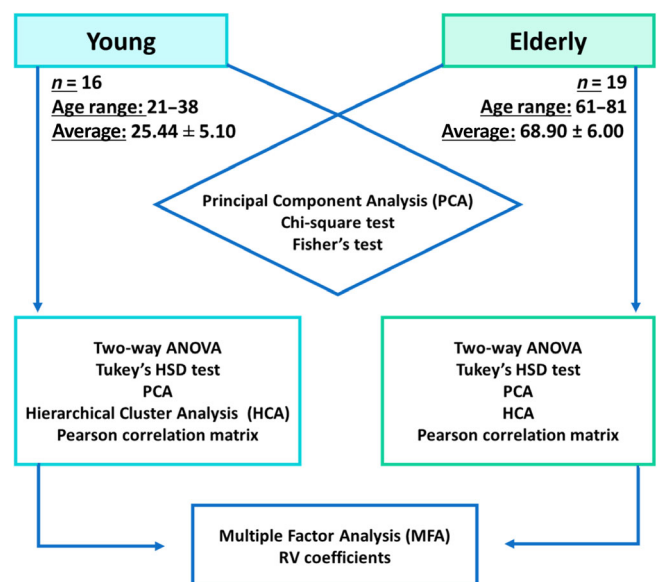 Young
Elderly
n = 16
Age range: 21–38
Average: 25.44 ± 5.10
n = 19
Age range: 61–81
Average: 68.90 ± 6.00
Principal Component Analysis (PCA)
Chi-square test
Fisher's test
Two-way ANOVA
Tukey's HSD test
PCA
Hierarchical Cluster Analysis (HCA)
Pearson correlation matrix
Two-way ANOVA
Tukey's HSD test
PCA
HCA
Pearson correlation matrix
Multiple Factor Analysis (MFA)
RV coefficients